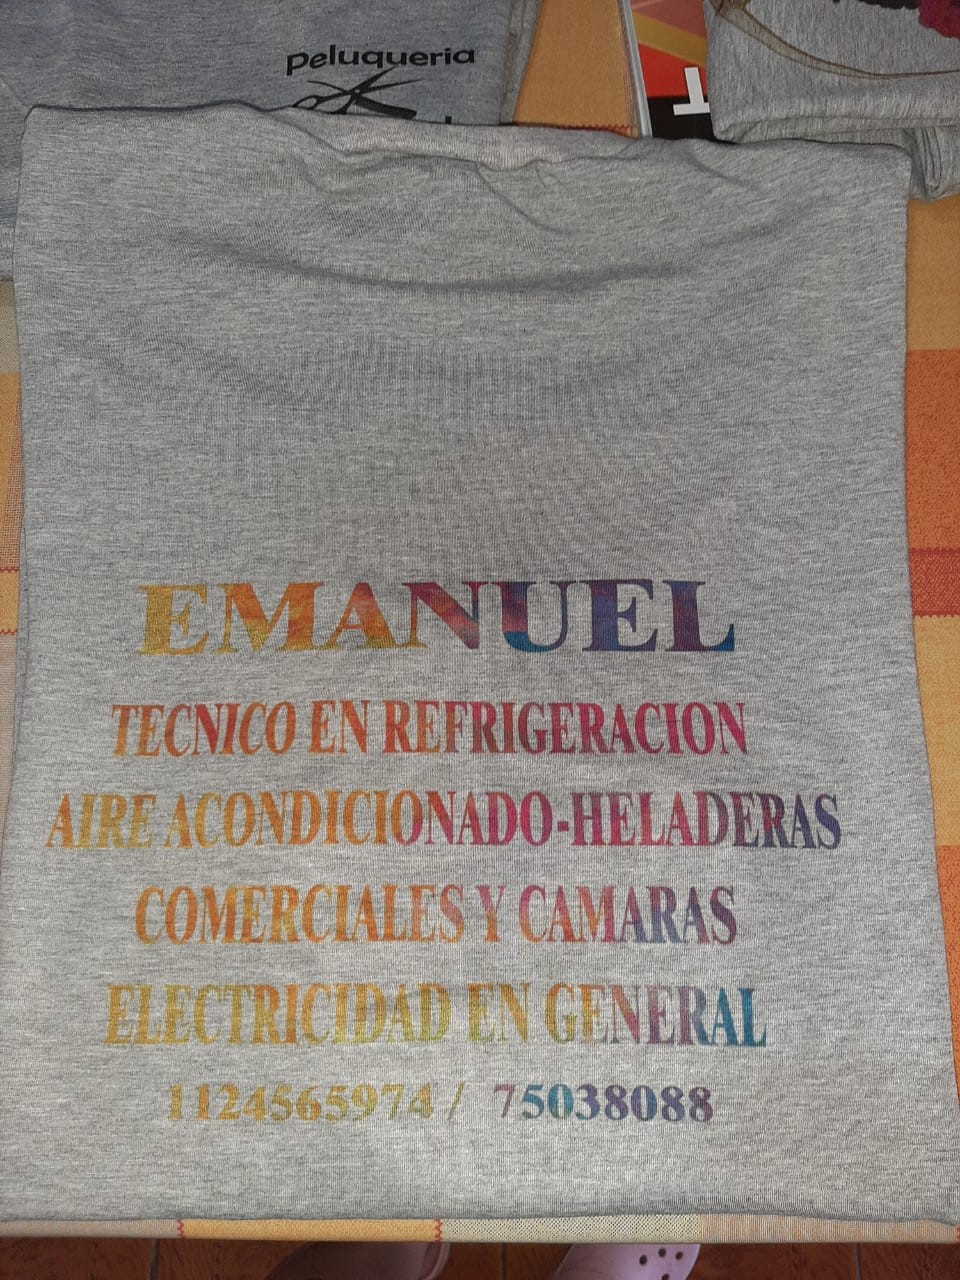 peluqueria
EMANUEL
TECNICO EN REFRIGERACION
AIRE ACONDICIONADO-HELADERAS
COMERCIALES Y CAMARAS
ELECTRICIDAD EN GENERAL
1124565974 / 75038088